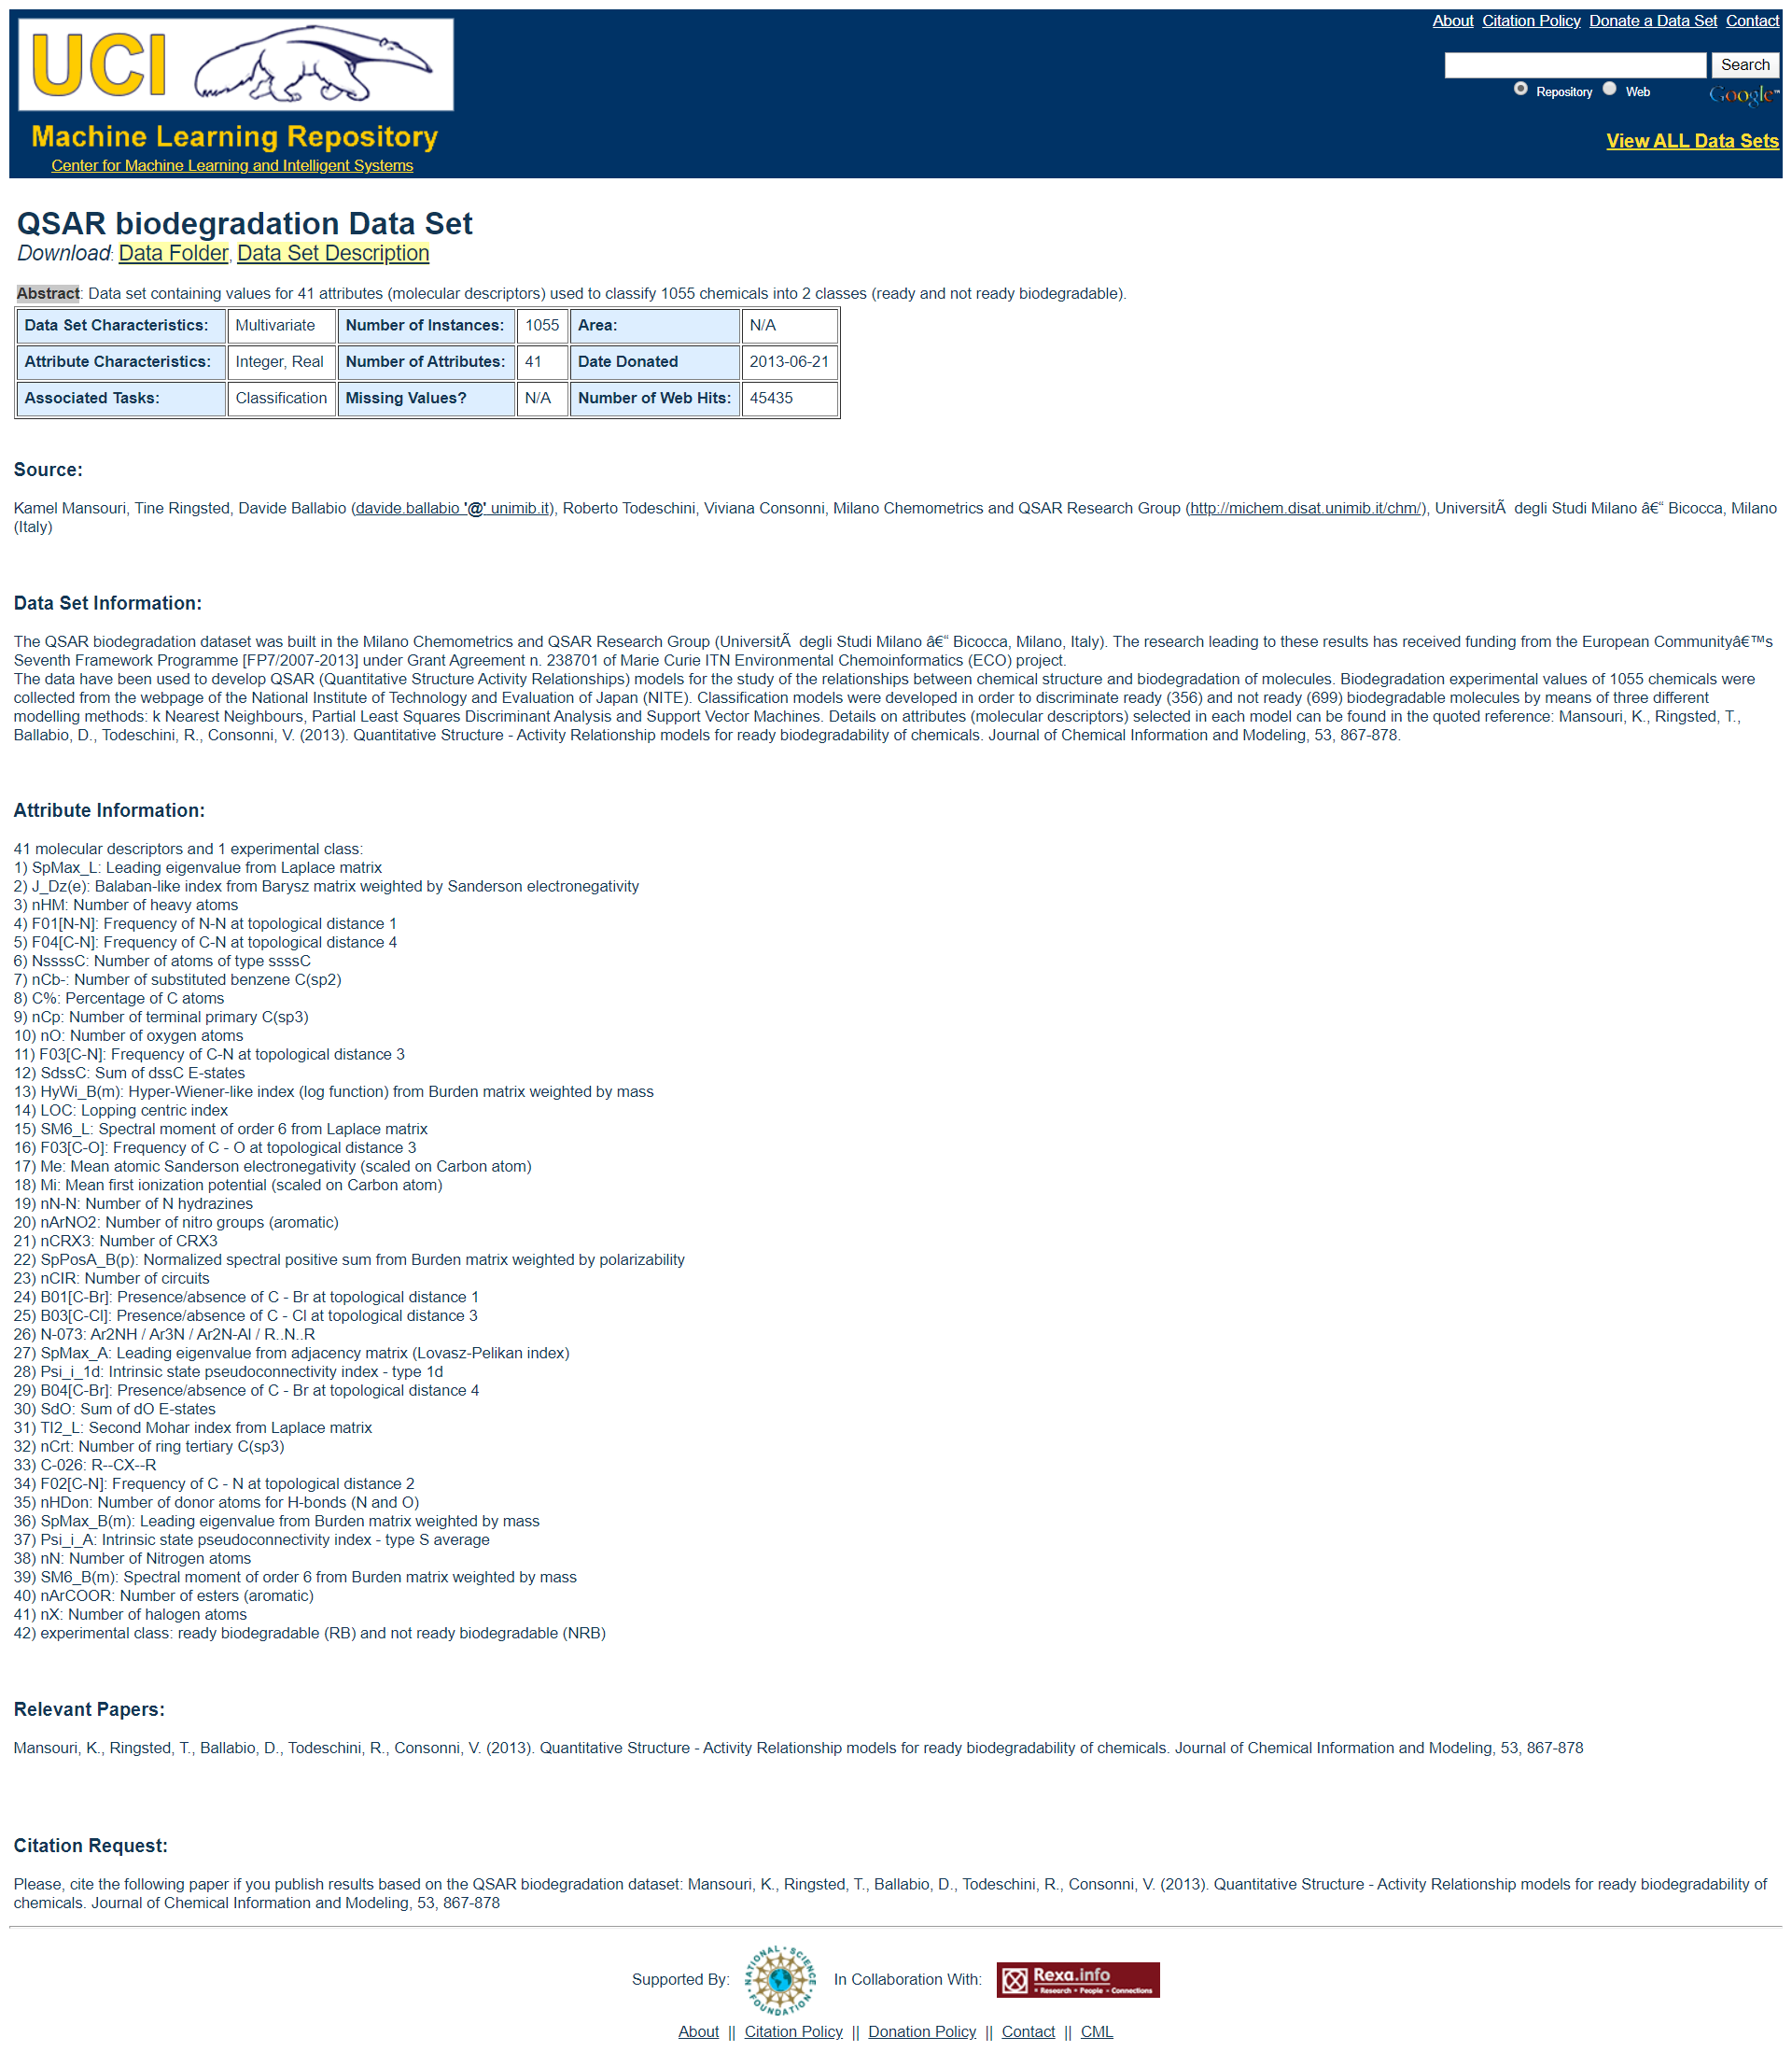 About Citation Policy Donate a Data Set Contact
UCI
Search
Repository Web Google™
Machine Learning Repository
View ALL Data Sets
Center for Machine Learning and Intelligent Systems
QSAR biodegradation Data Set
Download: Data Folder, Data Set Description
Abstract: Data set containing values for 41 attributes (molecular descriptors) used to classify 1055 chemicals into 2 classes (ready and not ready biodegradable).
Data Set Characteristics: Multivariate Number of Instances: 1055 Area: N/A
Attribute Characteristics: Integer, Real Number of Attributes: 41 Date Donated 2013-06-21
Associated Tasks: Classification Missing Values? N/A Number of Web Hits: 45435
Source:
Kamel Mansouri, Tine Ringsted, Davide Ballabio (davide.ballabio '@' unimib.it), Roberto Todeschini, Viviana Consonni, Milano Chemometrics and QSAR Research Group (http://michem.disat.unimib.it/chm/), UniversitÃ  degli Studi Milano â€“ Bicocca, Milano
(Italy)
Data Set Information:
The QSAR biodegradation dataset was built in the Milano Chemometrics and QSAR Research Group (UniversitÃ  degli Studi Milano â€“ Bicocca, Milano, Italy). The research leading to these results has received funding from the European Communityâ€™s
Seventh Framework Programme [FP7/2007-2013] under Grant Agreement n. 238701 of Marie Curie ITN Environmental Chemoinformatics (ECO) project.
The data have been used to develop QSAR (Quantitative Structure Activity Relationships) models for the study of the relationships between chemical structure and biodegradation of molecules. Biodegradation experimental values of 1055 chemicals were
collected from the webpage of the National Institute of Technology and Evaluation of Japan (NITE). Classification models were developed in order to discriminate ready (356) and not ready (699) biodegradable molecules by means of three different
modelling methods: k Nearest Neighbours, Partial Least Squares Discriminant Analysis and Support Vector Machines. Details on attributes (molecular descriptors) selected in each model can be found in the quoted reference: Mansouri, K., Ringsted, T.,
Ballabio, D., Todeschini, R., Consonni, V. (2013). Quantitative Structure - Activity Relationship models for ready biodegradability of chemicals. Journal of Chemical Information and Modeling, 53, 867-878.
Attribute Information:
41 molecular descriptors and 1 experimental class:
1) SpMax_L: Leading eigenvalue from Laplace matrix
2) J_Dz(e): Balaban-like index from Barysz matrix weighted by Sanderson electronegativity
3) nHM: Number of heavy atoms
4) F01[N-N]: Frequency of N-N at topological distance 1
5) F04[C-N]: Frequency of C-N at topological distance 4
6) NssssC: Number of atoms of type ssssC
7) nCb-: Number of substituted benzene C(sp2)
8) C%: Percentage of C atoms
9) nCp: Number of terminal primary C(sp3)
10) nO: Number of oxygen atoms
11) F03[C-N]: Frequency of C-N at topological distance 3
12) SdssC: Sum of dssC E-states
13) HyWi_B(m): Hyper-Wiener-like index (log function) from Burden matrix weighted by mass
14) LOC: Lopping centric index
15) SM6_L: Spectral moment of order 6 from Laplace matrix
16) F03[C-O]: Frequency of C - O at topological distance 3
17) Me: Mean atomic Sanderson electronegativity (scaled on Carbon atom)
18) Mi: Mean first ionization potential (scaled on Carbon atom)
19) nN-N: Number of N hydrazines
20) nArNO2: Number of nitro groups (aromatic)
21) nCRX3: Number of CRX3
22) SpPosA_B(p): Normalized spectral positive sum from Burden matrix weighted by polarizability
23) nCIR: Number of circuits
24) B01[C-Br]: Presence/absence of C - Br at topological distance 1
25) B03[C-Cl]: Presence/absence of C - Cl at topological distance 3
26) N-073: Ar2NH / Ar3N / Ar2N-Al / R..N..R
27) SpMax_A: Leading eigenvalue from adjacency matrix (Lovasz-Pelikan index)
28) Psi_i_1d: Intrinsic state pseudoconnectivity index - type 1d
29) B04[C-Br]: Presence/absence of C - Br at topological distance 4
30) SdO: Sum of dO E-states
31) TI2_L: Second Mohar index from Laplace matrix
32) nCrt: Number of ring tertiary C(sp3)
33) C-026: R--CX--R
34) F02[C-N]: Frequency of C - N at topological distance 2
35) nHDon: Number of donor atoms for H-bonds (N and O)
36) SpMax_B(m): Leading eigenvalue from Burden matrix weighted by mass
37) Psi_i_A: Intrinsic state pseudoconnectivity index - type S average
38) nN: Number of Nitrogen atoms
39) SM6_B(m): Spectral moment of order 6 from Burden matrix weighted by mass
40) nArCOOR: Number of esters (aromatic)
41) nX: Number of halogen atoms
42) experimental class: ready biodegradable (RB) and not ready biodegradable (NRB)
Relevant Papers:
Mansouri, K., Ringsted, T., Ballabio, D., Todeschini, R., Consonni, V. (2013). Quantitative Structure - Activity Relationship models for ready biodegradability of chemicals. Journal of Chemical Information and Modeling, 53, 867-878
Citation Request:
Please, cite the following paper if you publish results based on the QSAR biodegradation dataset: Mansouri, K., Ringsted, T., Ballabio, D., Todeschini, R., Consonni, V. (2013). Quantitative Structure - Activity Relationship models for ready biodegradability of
chemicals. Journal of Chemical Information and Modeling, 53, 867-878
Supported By: NATIONAL SCIENCE FOUNDATION In Collaboration With: Rexa.info
Research • People • Connections
About || Citation Policy || Donation Policy || Contact || CML